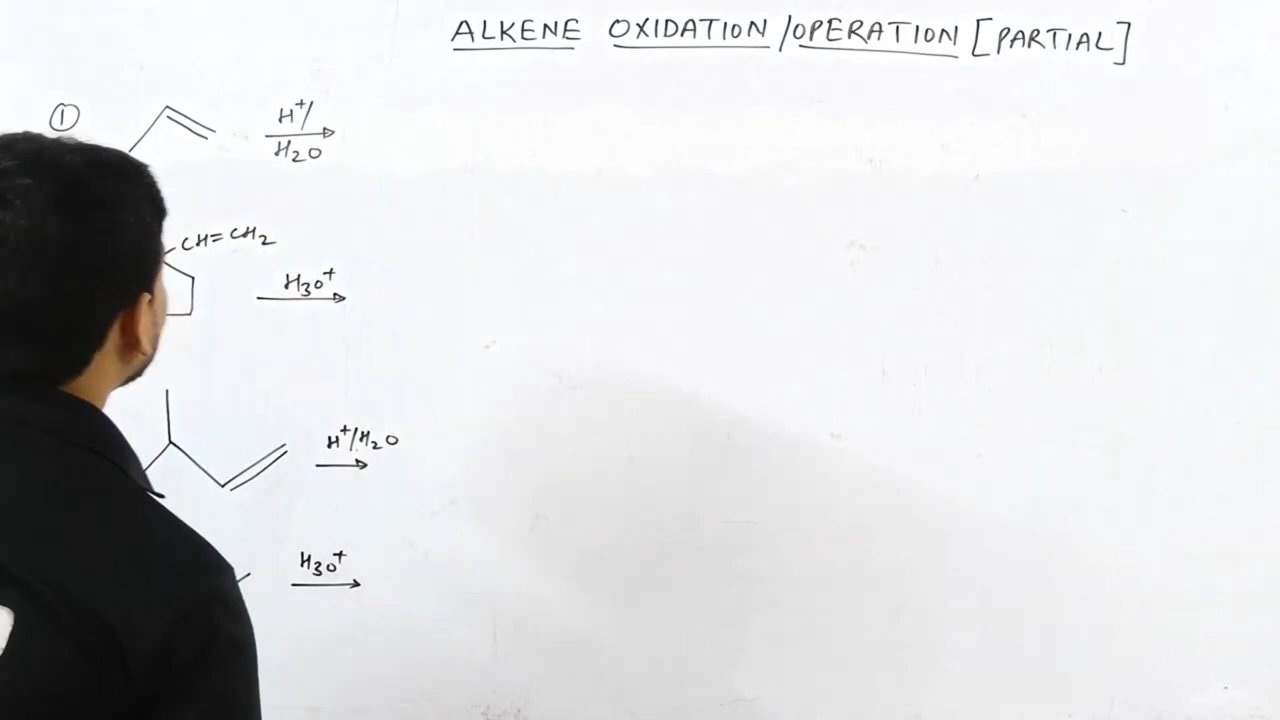 ALKENE OXIDATION/OPERATION [PARTIAL]
① H⁺/
H₂O
CH=CH₂
H₃O⁺
H⁺/H₂O
H₃O⁺